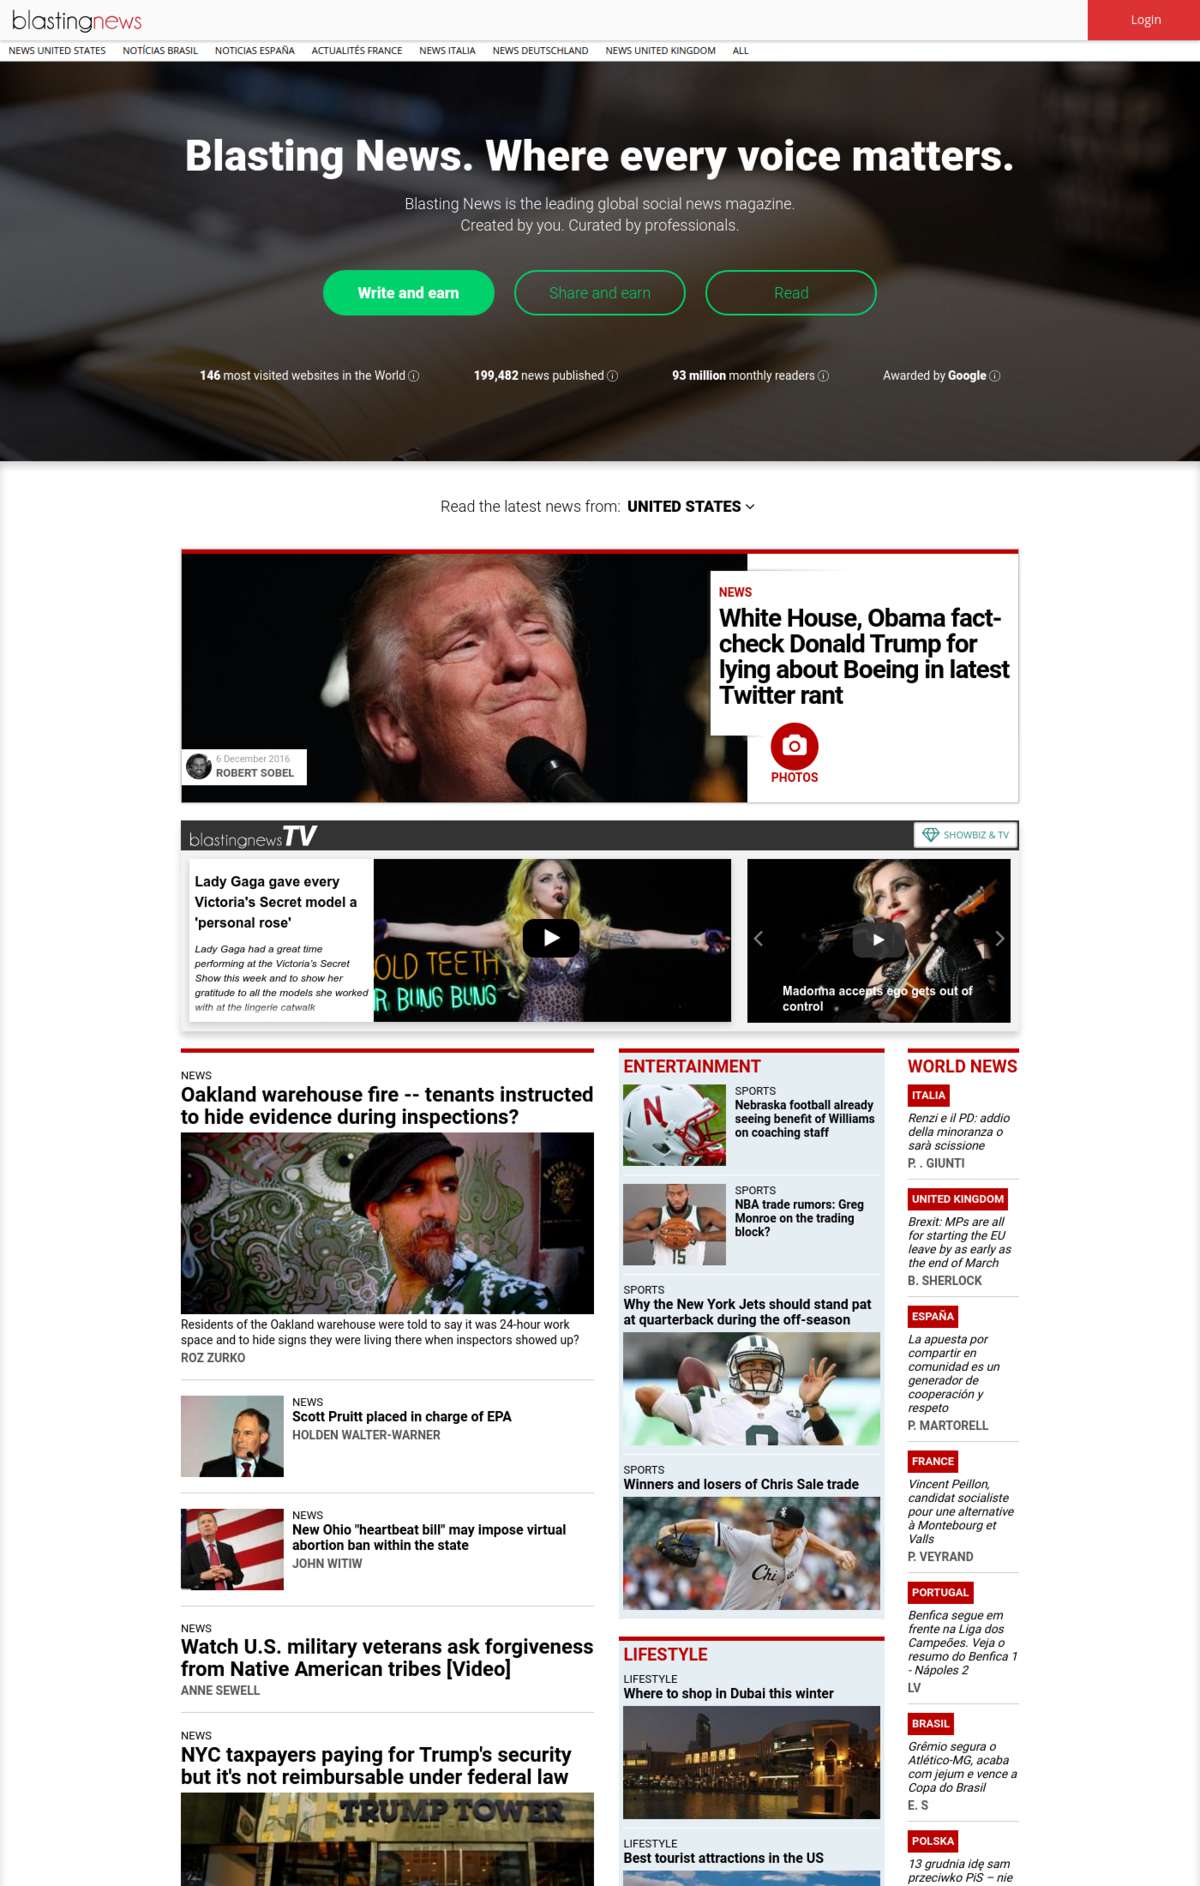 blastingnews
Login
NEWS UNITED STATES NOTÍCIAS BRASIL NOTICIAS ESPAÑA ACTUALITÉS FRANCE NEWS ITALIA NEWS DEUTSCHLAND NEWS UNITED KINGDOM ALL
Blasting News. Where every voice matters.
Blasting News is the leading global social news magazine.
Created by you. Curated by professionals.
Write and earn
Share and earn
Read
146 most visited websites in the World
199,482 news published
93 million monthly readers
Awarded by Google
Read the latest news from: UNITED STATES
NEWS
White House, Obama fact-
check Donald Trump for
lying about Boeing in latest
Twitter rant
PHOTOS
6 December 2016
ROBERT SOBEL
blastingnewsTV
SHOWBIZ & TV
Lady Gaga gave every
Victoria's Secret model a
'personal rose'
Lady Gaga had a great time
performing at the Victoria's Secret
Show this week and to show her
gratitude to all the models she worked
with at the lingerie catwalk
OLD TEETH
R BLING BLING
Madonna accepts ego gets out of
control
NEWS
Oakland warehouse fire -- tenants instructed
to hide evidence during inspections?
Residents of the Oakland warehouse were told to say it was 24-hour work
space and to hide signs they were living there when inspectors showed up?
ROZ ZURKO
NEWS
Scott Pruitt placed in charge of EPA
HOLDEN WALTER-WARNER
NEWS
New Ohio "heartbeat bill" may impose virtual
abortion ban within the state
JOHN WITIW
NEWS
Watch U.S. military veterans ask forgiveness
from Native American tribes [Video]
ANNE SEWELL
NEWS
NYC taxpayers paying for Trump's security
but it's not reimbursable under federal law
TRUMP TOWER
ENTERTAINMENT
N
SPORTS
Nebraska football already
seeing benefit of Williams
on coaching staff
15
SPORTS
NBA trade rumors: Greg
Monroe on the trading
block?
SPORTS
Why the New York Jets should stand pat
at quarterback during the off-season
SPORTS
Winners and losers of Chris Sale trade
LIFESTYLE
LIFESTYLE
Where to shop in Dubai this winter
LIFESTYLE
Best tourist attractions in the US
WORLD NEWS
ITALIA
Renzi e il PD: addio
della minoranza o
sarà scissione
P. . GIUNTI
UNITED KINGDOM
Brexit: MPs are all
for starting the EU
leave by as early as
the end of March
B. SHERLOCK
ESPAÑA
La apuesta por
compartir en
comunidad es un
generador de
cooperación y
respeto
P. MARTORELL
FRANCE
Vincent Peillon,
candidat socialiste
pour une alternative
à Montebourg et
Valls
P. VEYRAND
PORTUGAL
Benfica segue em
frente na Liga dos
Campeões. Veja o
resumo do Benfica 1
- Nápoles 2
LV
BRASIL
Grêmio segura o
Atlético-MG, acaba
com jejum e vence a
Copa do Brasil
E. S
POLSKA
13 grudnia idę sam
przeciwko PiS – nie